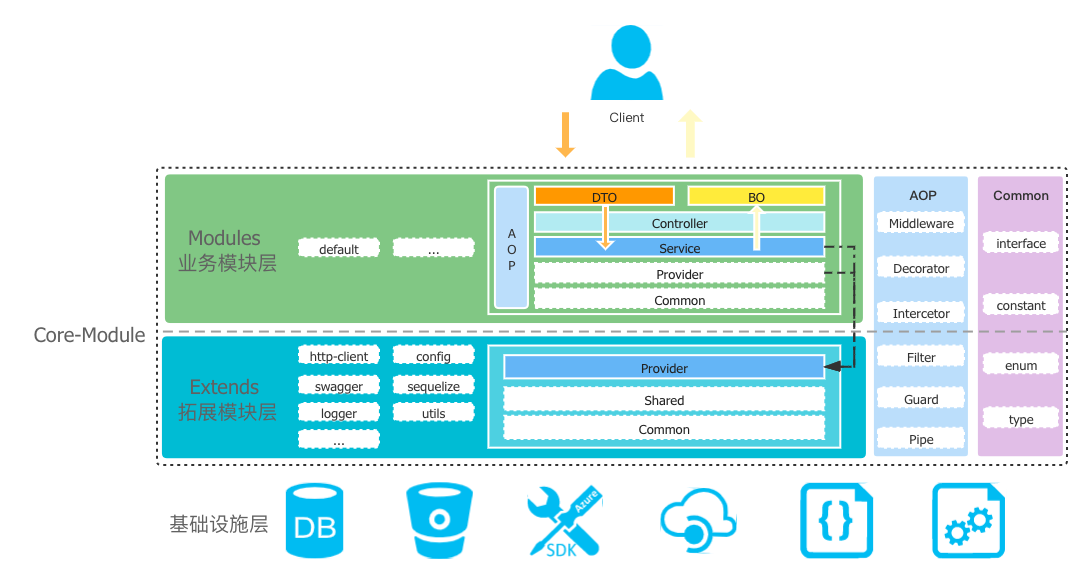 Client
Core-Module
Modules
业务模块层
default
...
A
O
P
DTO
BO
Controller
Service
Provider
Common
Extends
拓展模块层
http-client
config
swagger
sequelize
logger
utils
...
Provider
Shared
Common
AOP
Middleware
Decorator
Intercetor
Filter
Guard
Pipe
Common
interface
constant
enum
type
基础设施层
DB
Azure
SDK
{}